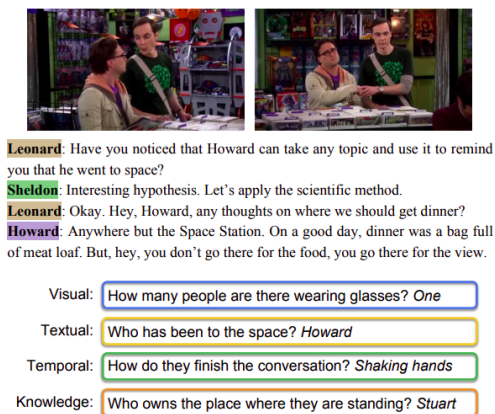 Leonard: Have you noticed that Howard can take any topic and use it to remind
you that he went to space?
Sheldon: Interesting hypothesis. Let's apply the scientific method.
Leonard: Okay. Hey, Howard, any thoughts on where we should get dinner?
Howard: Anywhere but the Space Station. On a good day, dinner was a bag full
of meat loaf. But, hey, you don't go there for the food, you go there for the view.
Visual: How many people are there wearing glasses? One
Textual: Who has been to the space? Howard
Temporal: How do they finish the conversation? Shaking hands
Knowledge: Who owns the place where they are standing? Stuart